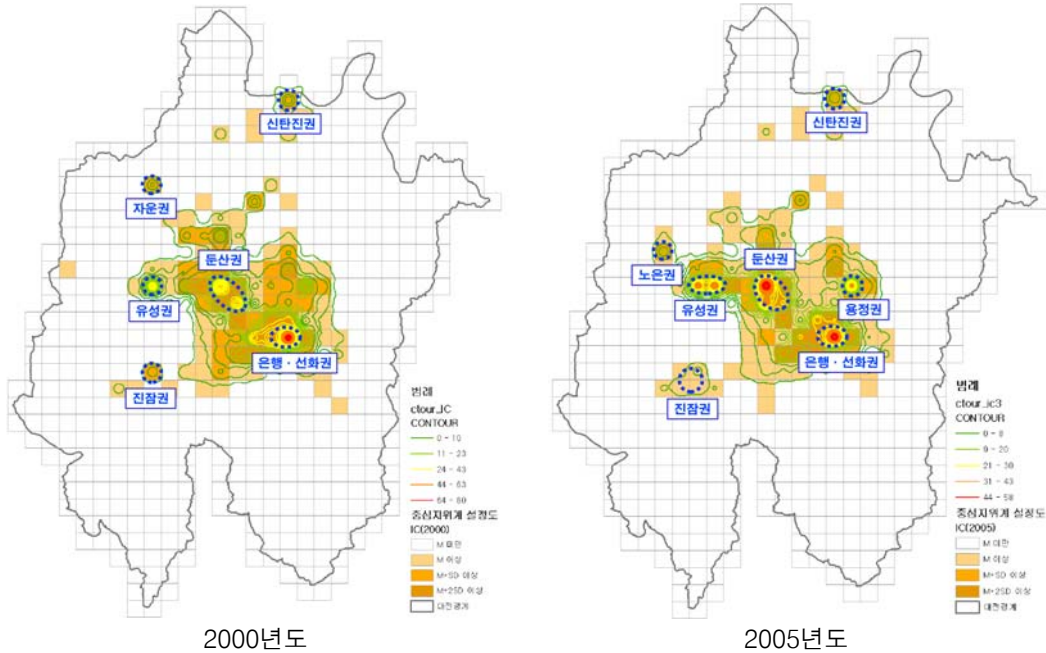 신탄진권
자운권
둔산권
유성권
은행 · 선화권
진잠권
범례
ctour_IC
CONTOUR
0 - 10
11 - 23
24 - 43
44 - 63
64 - 80
중심지위계 설정도
IC(2000)
M 미만
M 이상
M+SD 이상
M+2SD 이상
대전경계
2000년도
신탄진권
노은권
둔산권
유성권
용정권
은행 · 선화권
진잠권
범례
ctour_ic3
CONTOUR
0 - 8
9 - 20
21 - 30
31 - 43
44 - 58
중심지위계 설정도
IC(2005)
M 미만
M 이상
M+SD 이상
M+2SD 이상
대전경계
2005년도